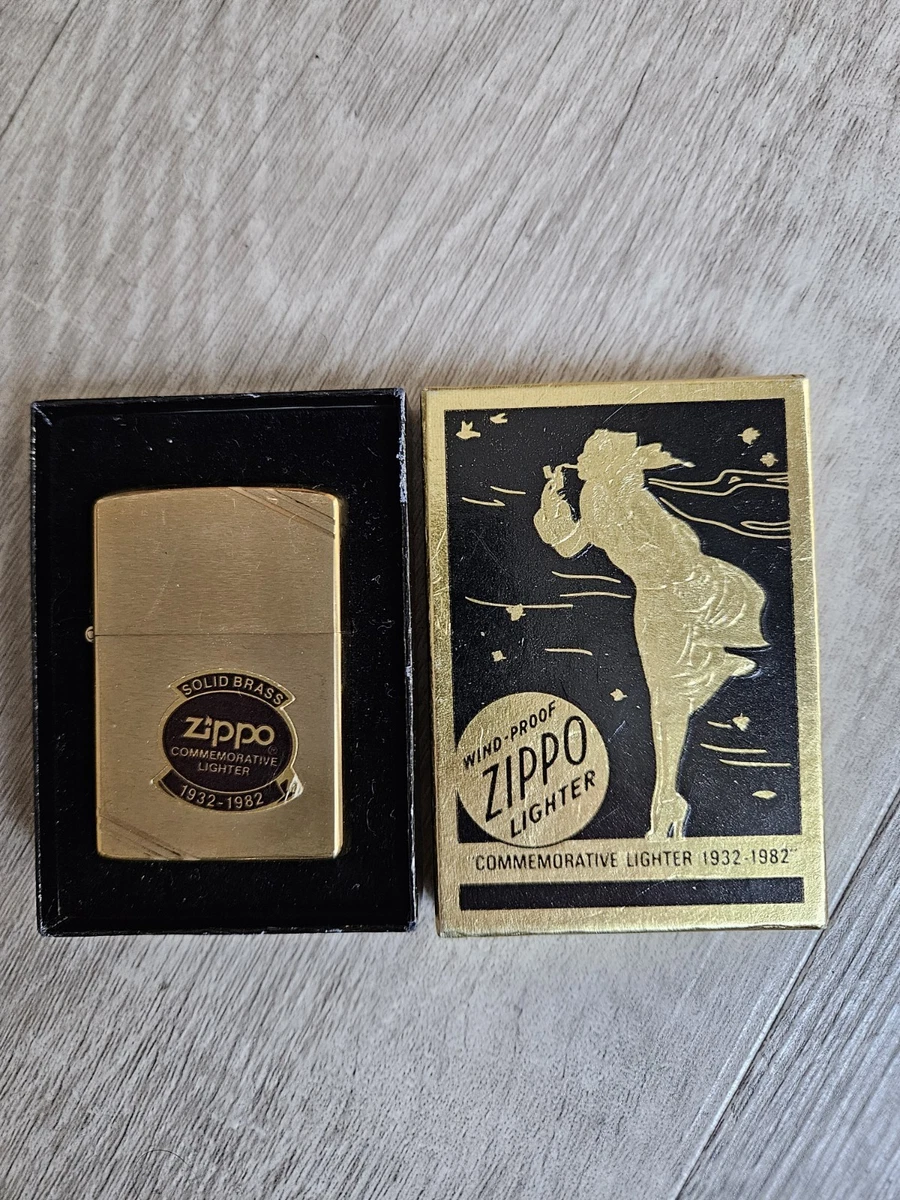 SOLID BRASS
Zippo®
COMMEMORATIVE
LIGHTER
1932-1982
WIND-PROOF
ZIPPO
LIGHTER
"COMMEMORATIVE LIGHTER 1932-1982"